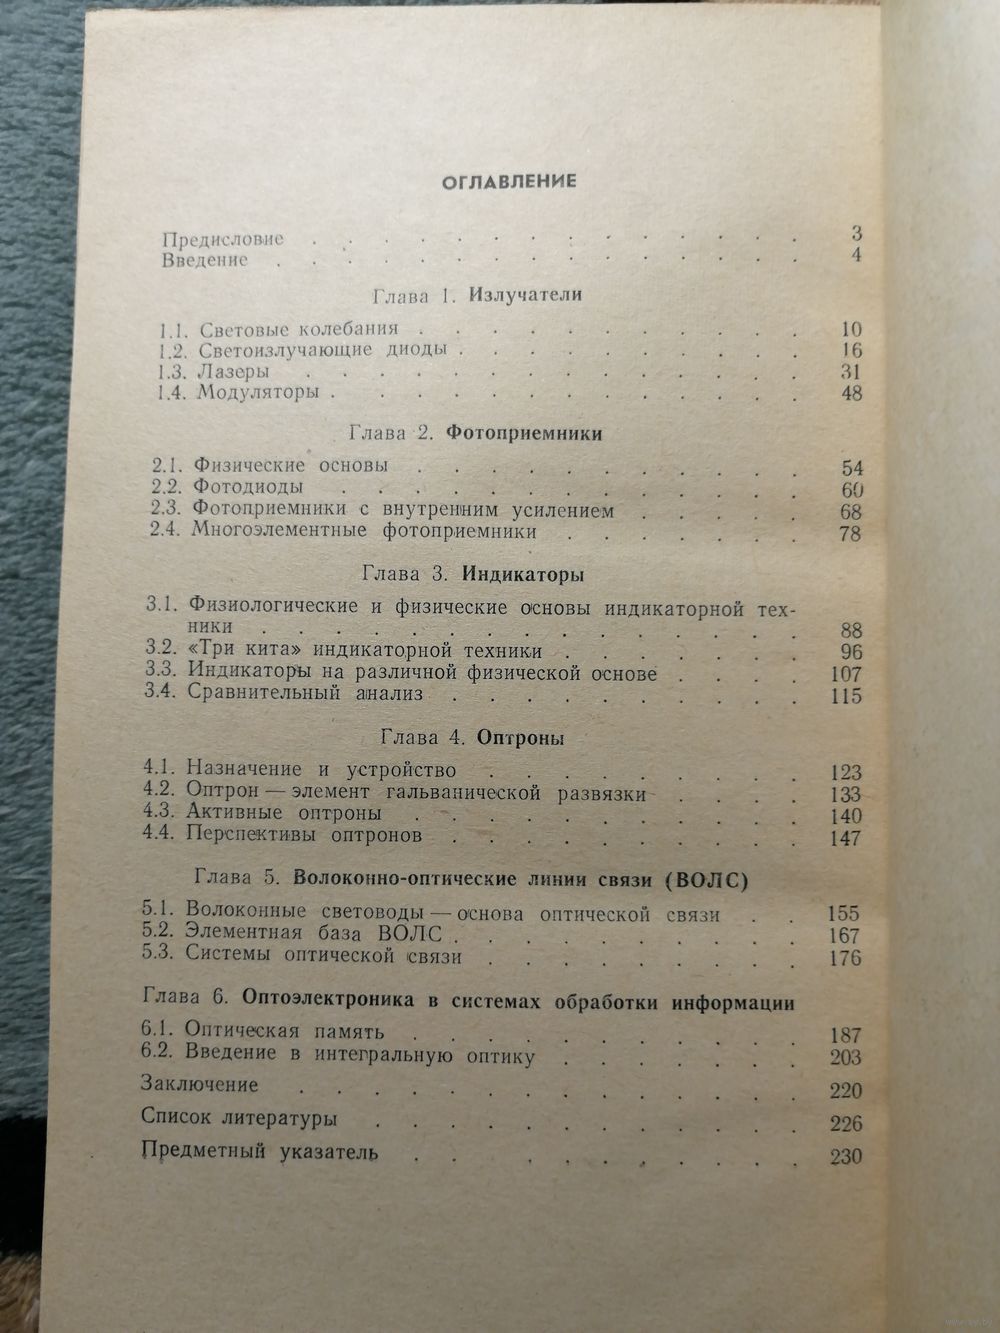 ОГЛАВЛЕНИЕ
Предисловие . . . . . . . . . . . . . . 3
Введение . . . . . . . . . . . . . . . 4
Глава 1. Излучатели
1.1. Световые колебания . . . . . . . . . . . 10
1.2. Светоизлучающие диоды . . . . . . . . . . 16
1.3. Лазеры . . . . . . . . . . . . . . 31
1.4. Модуляторы . . . . . . . . . . . . . 48
Глава 2. Фотоприемники
2.1. Физические основы . . . . . . . . . . . 54
2.2. Фотодиоды . . . . . . . . . . . . . 60
2.3. Фотоприемники с внутренним усилением . . . . . 68
2.4. Многоэлементные фотоприемники . . . . . . . 78
Глава 3. Индикаторы
3.1. Физиологические и физические основы индикаторной тех-
ники . . . . . . . . . . . . . . . 88
3.2. «Три кита» индикаторной техники . . . . . . . 96
3.3. Индикаторы на различной физической основе . . . . 107
3.4. Сравнительный анализ . . . . . . . . . . 115
Глава 4. Оптроны
4.1. Назначение и устройство . . . . . . . . . 123
4.2. Оптрон — элемент гальванической развязки . . . . 133
4.3. Активные оптроны . . . . . . . . . . . 140
4.4. Перспективы оптронов . . . . . . . . . . 147
Глава 5. Волоконно-оптические линии связи (ВОЛС)
5.1. Волоконные световоды — основа оптической связи . . 155
5.2. Элементная база ВОЛС . . . . . . . . . . 167
5.3. Системы оптической связи . . . . . . . . . 176
Глава 6. Оптоэлектроника в системах обработки информации
6.1. Оптическая память . . . . . . . . . . . 187
6.2. Введение в интегральную оптику . . . . . . . 203
Заключение . . . . . . . . . . . . . . 220
Список литературы . . . . . . . . . . . . 226
Предметный указатель . . . . . . . . . . 230